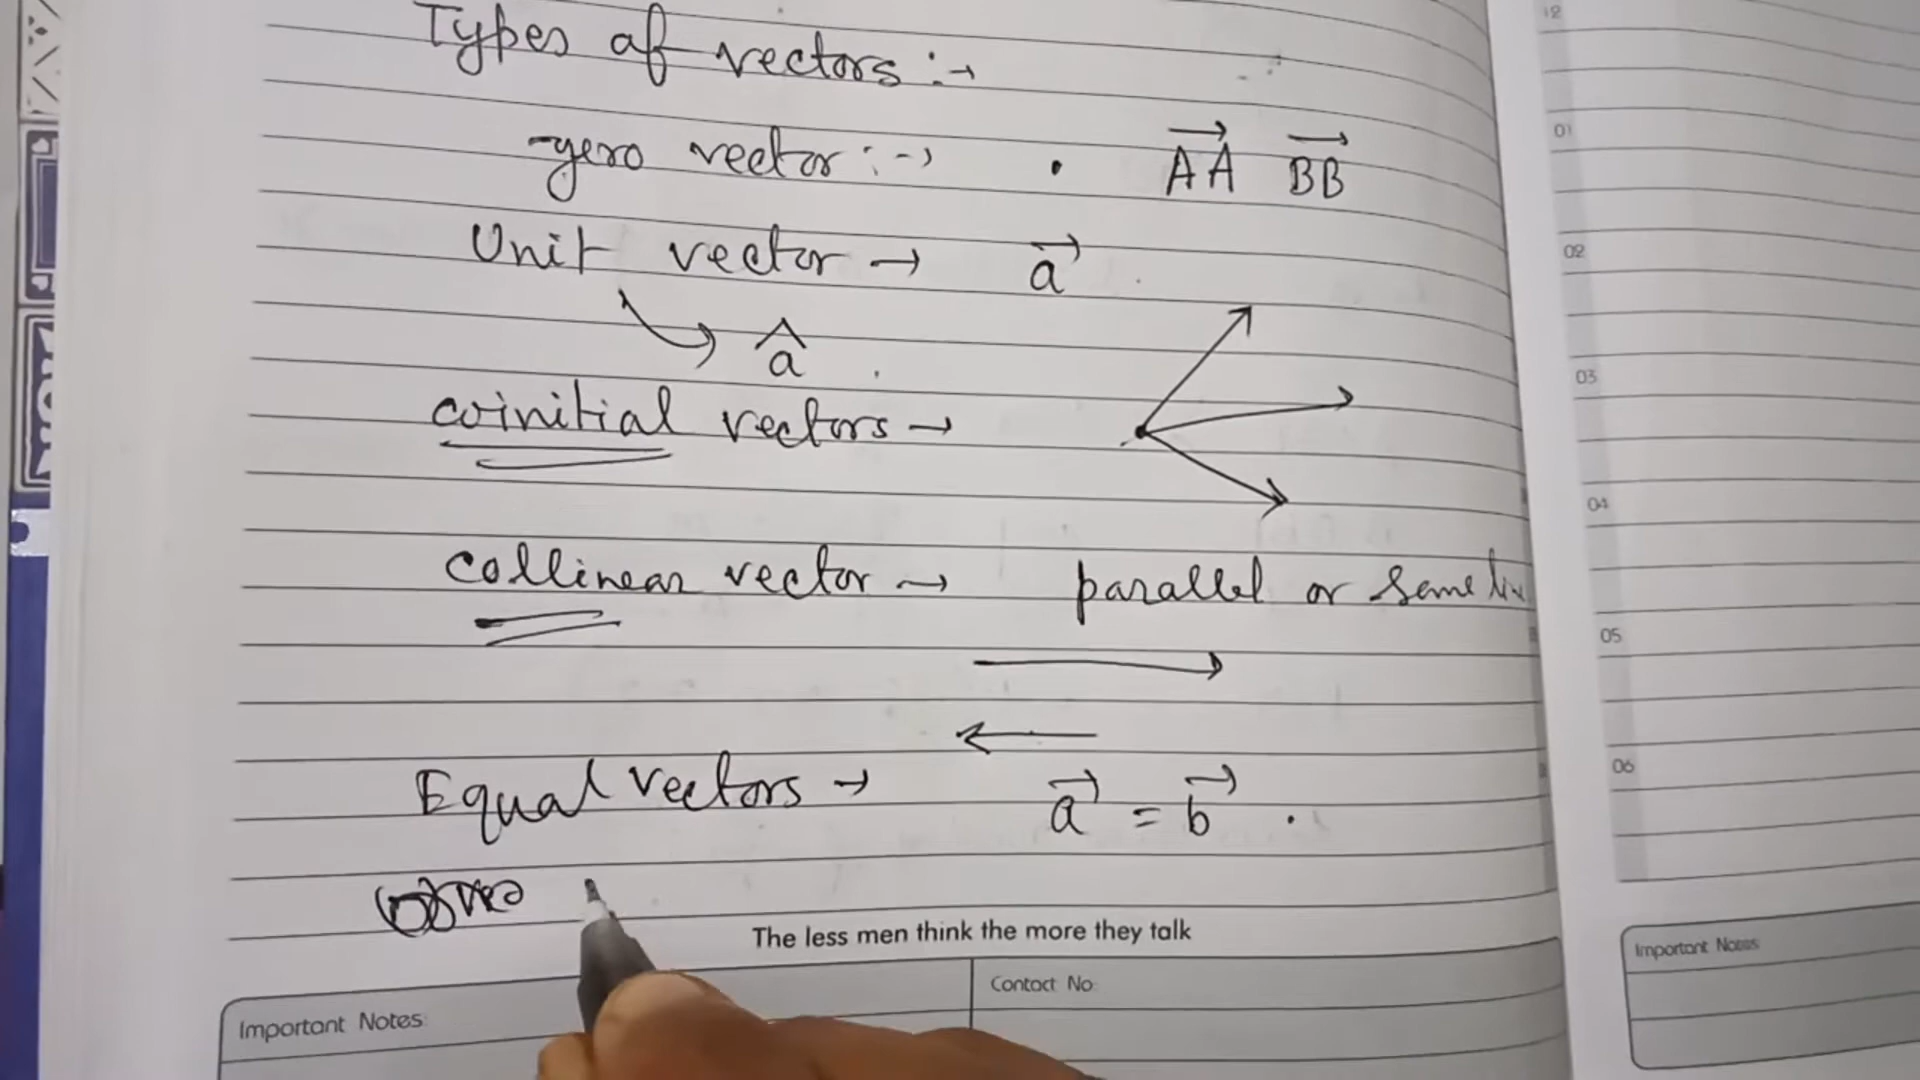 Types of vectors :→
zero vector :-→ . AA BB
Unit vector → a
â
coinitial vectors →
collinear vector → parallel or same
Equal vectors → a = b .
The less men think the more they talk
Important Notes:
Contact No:
12
01
02
03
04
05
06
Important Notes